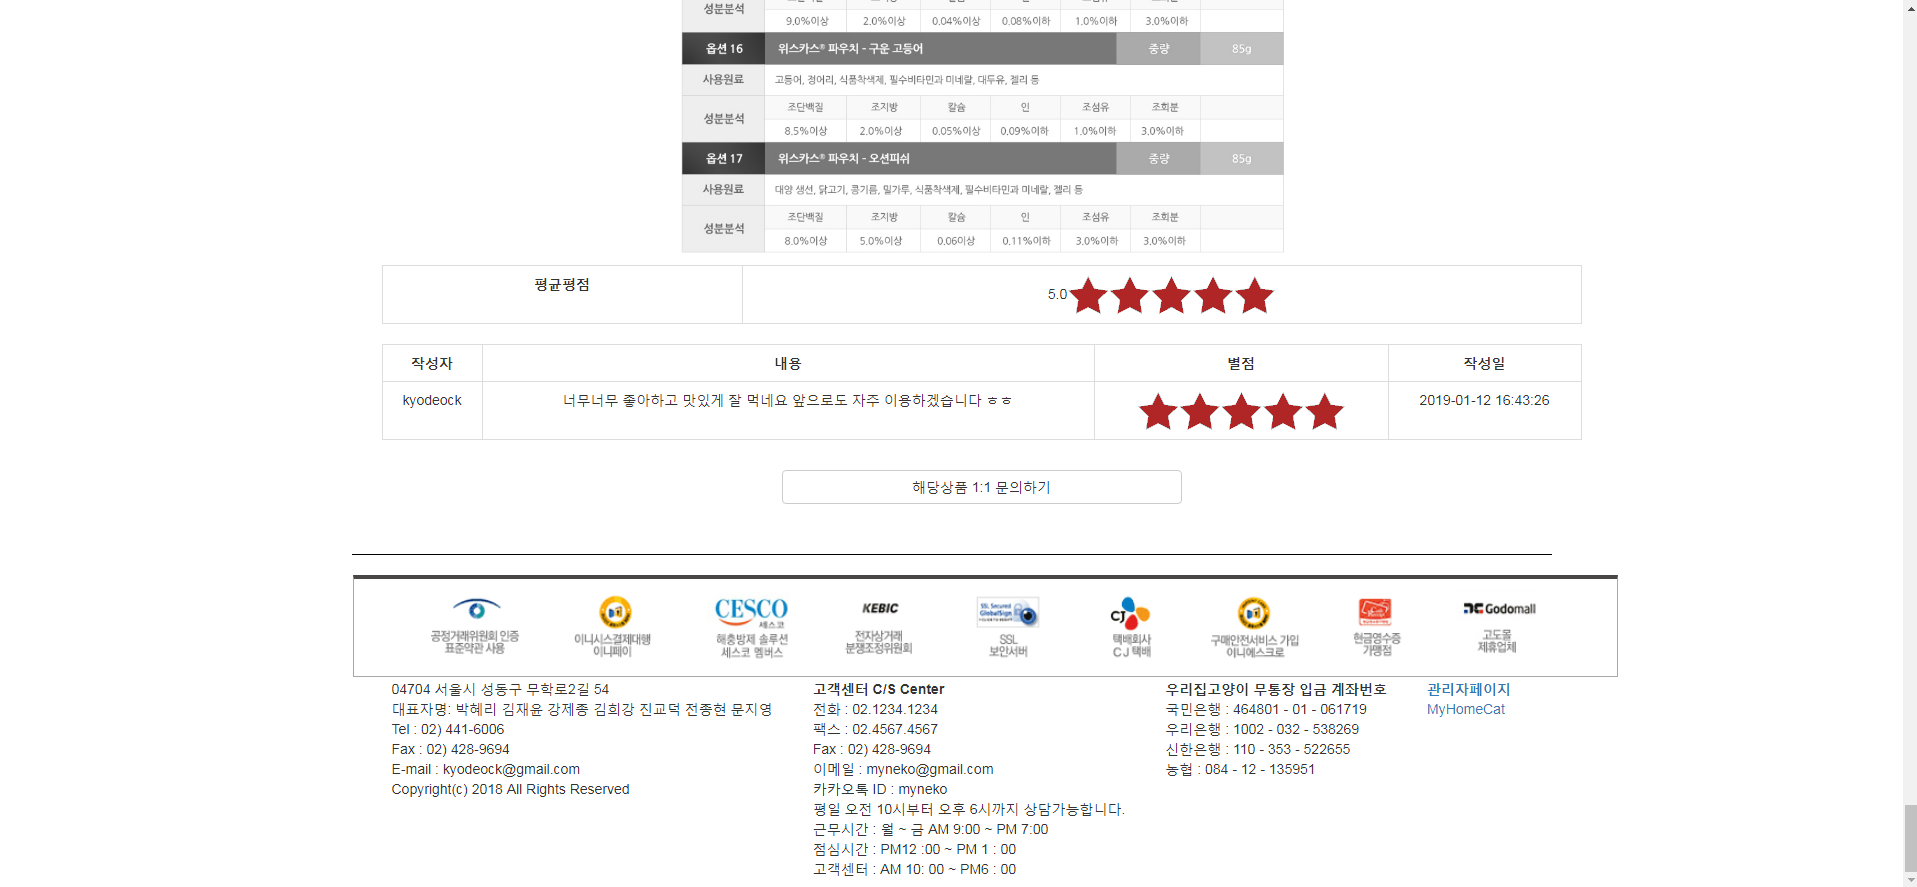 성분분석
9.0%이상 2.0%이상 0.04%이상 0.08%이하 1.0%이하 3.0%이하
옵션 16 위스카스® 파우치 - 구운 고등어 중량 85g
사용원료 고등어, 정어리, 식품착색제, 필수비타민과 미네랄, 대두유, 젤리 등
조단백질 조지방 칼슘 인 조섬유 조회분
성분분석
8.5%이상 2.0%이상 0.05%이상 0.09%이하 1.0%이하 3.0%이하
옵션 17 위스카스® 파우치 - 오션피쉬 중량 85g
사용원료 대양 생선, 닭고기, 콩기름, 밀가루, 식품착색제, 필수비타민과 미네랄, 젤리 등
조단백질 조지방 칼슘 인 조섬유 조회분
성분분석
8.0%이상 5.0%이상 0.06이상 0.11%이하 3.0%이하 3.0%이하
평균평점 5.0
작성자 내용 별점 작성일
kyodeock 너무너무 좋아하고 맛있게 잘 먹네요 앞으로도 자주 이용하겠습니다 ㅎㅎ 2019-01-12 16:43:26
해당상품 1:1 문의하기
공정거래위원회 인증
표준약관 사용
이니시스결제대행
이니페이
CESCO
세스코
해충방제 솔루션
세스코 멤버스
KEBIC
전자상거래
분쟁조정위원회
SSL Secured
GlobalSign
SSL
보안서버
CJ
택배회사
CJ 택배
구매안전서비스 가입
이니에스크로
현금영수증
가맹점
Godomall
고도몰
제휴업체
04704 서울시 성동구 무학로2길 54
대표자명: 박혜리 김재윤 강제종 김희강 진교덕 전종현 문지영
Tel : 02) 441-6006
Fax : 02) 428-9694
E-mail : kyodeock@gmail.com
Copyright(c) 2018 All Rights Reserved
고객센터 C/S Center
전화 : 02.1234.1234
팩스 : 02.4567.4567
Fax : 02) 428-9694
이메일 : myneko@gmail.com
카카오톡 ID : myneko
평일 오전 10시부터 오후 6시까지 상담가능합니다.
근무시간 : 월 ~ 금 AM 9:00 ~ PM 7:00
점심시간 : PM12 :00 ~ PM 1 : 00
고객센터 : AM 10: 00 ~ PM6 : 00
우리집고양이 무통장 입금 계좌번호
국민은행 : 464801 - 01 - 061719
우리은행 : 1002 - 032 - 538269
신한은행 : 110 - 353 - 522655
농협 : 084 - 12 - 135951
관리자페이지
MyHomeCat